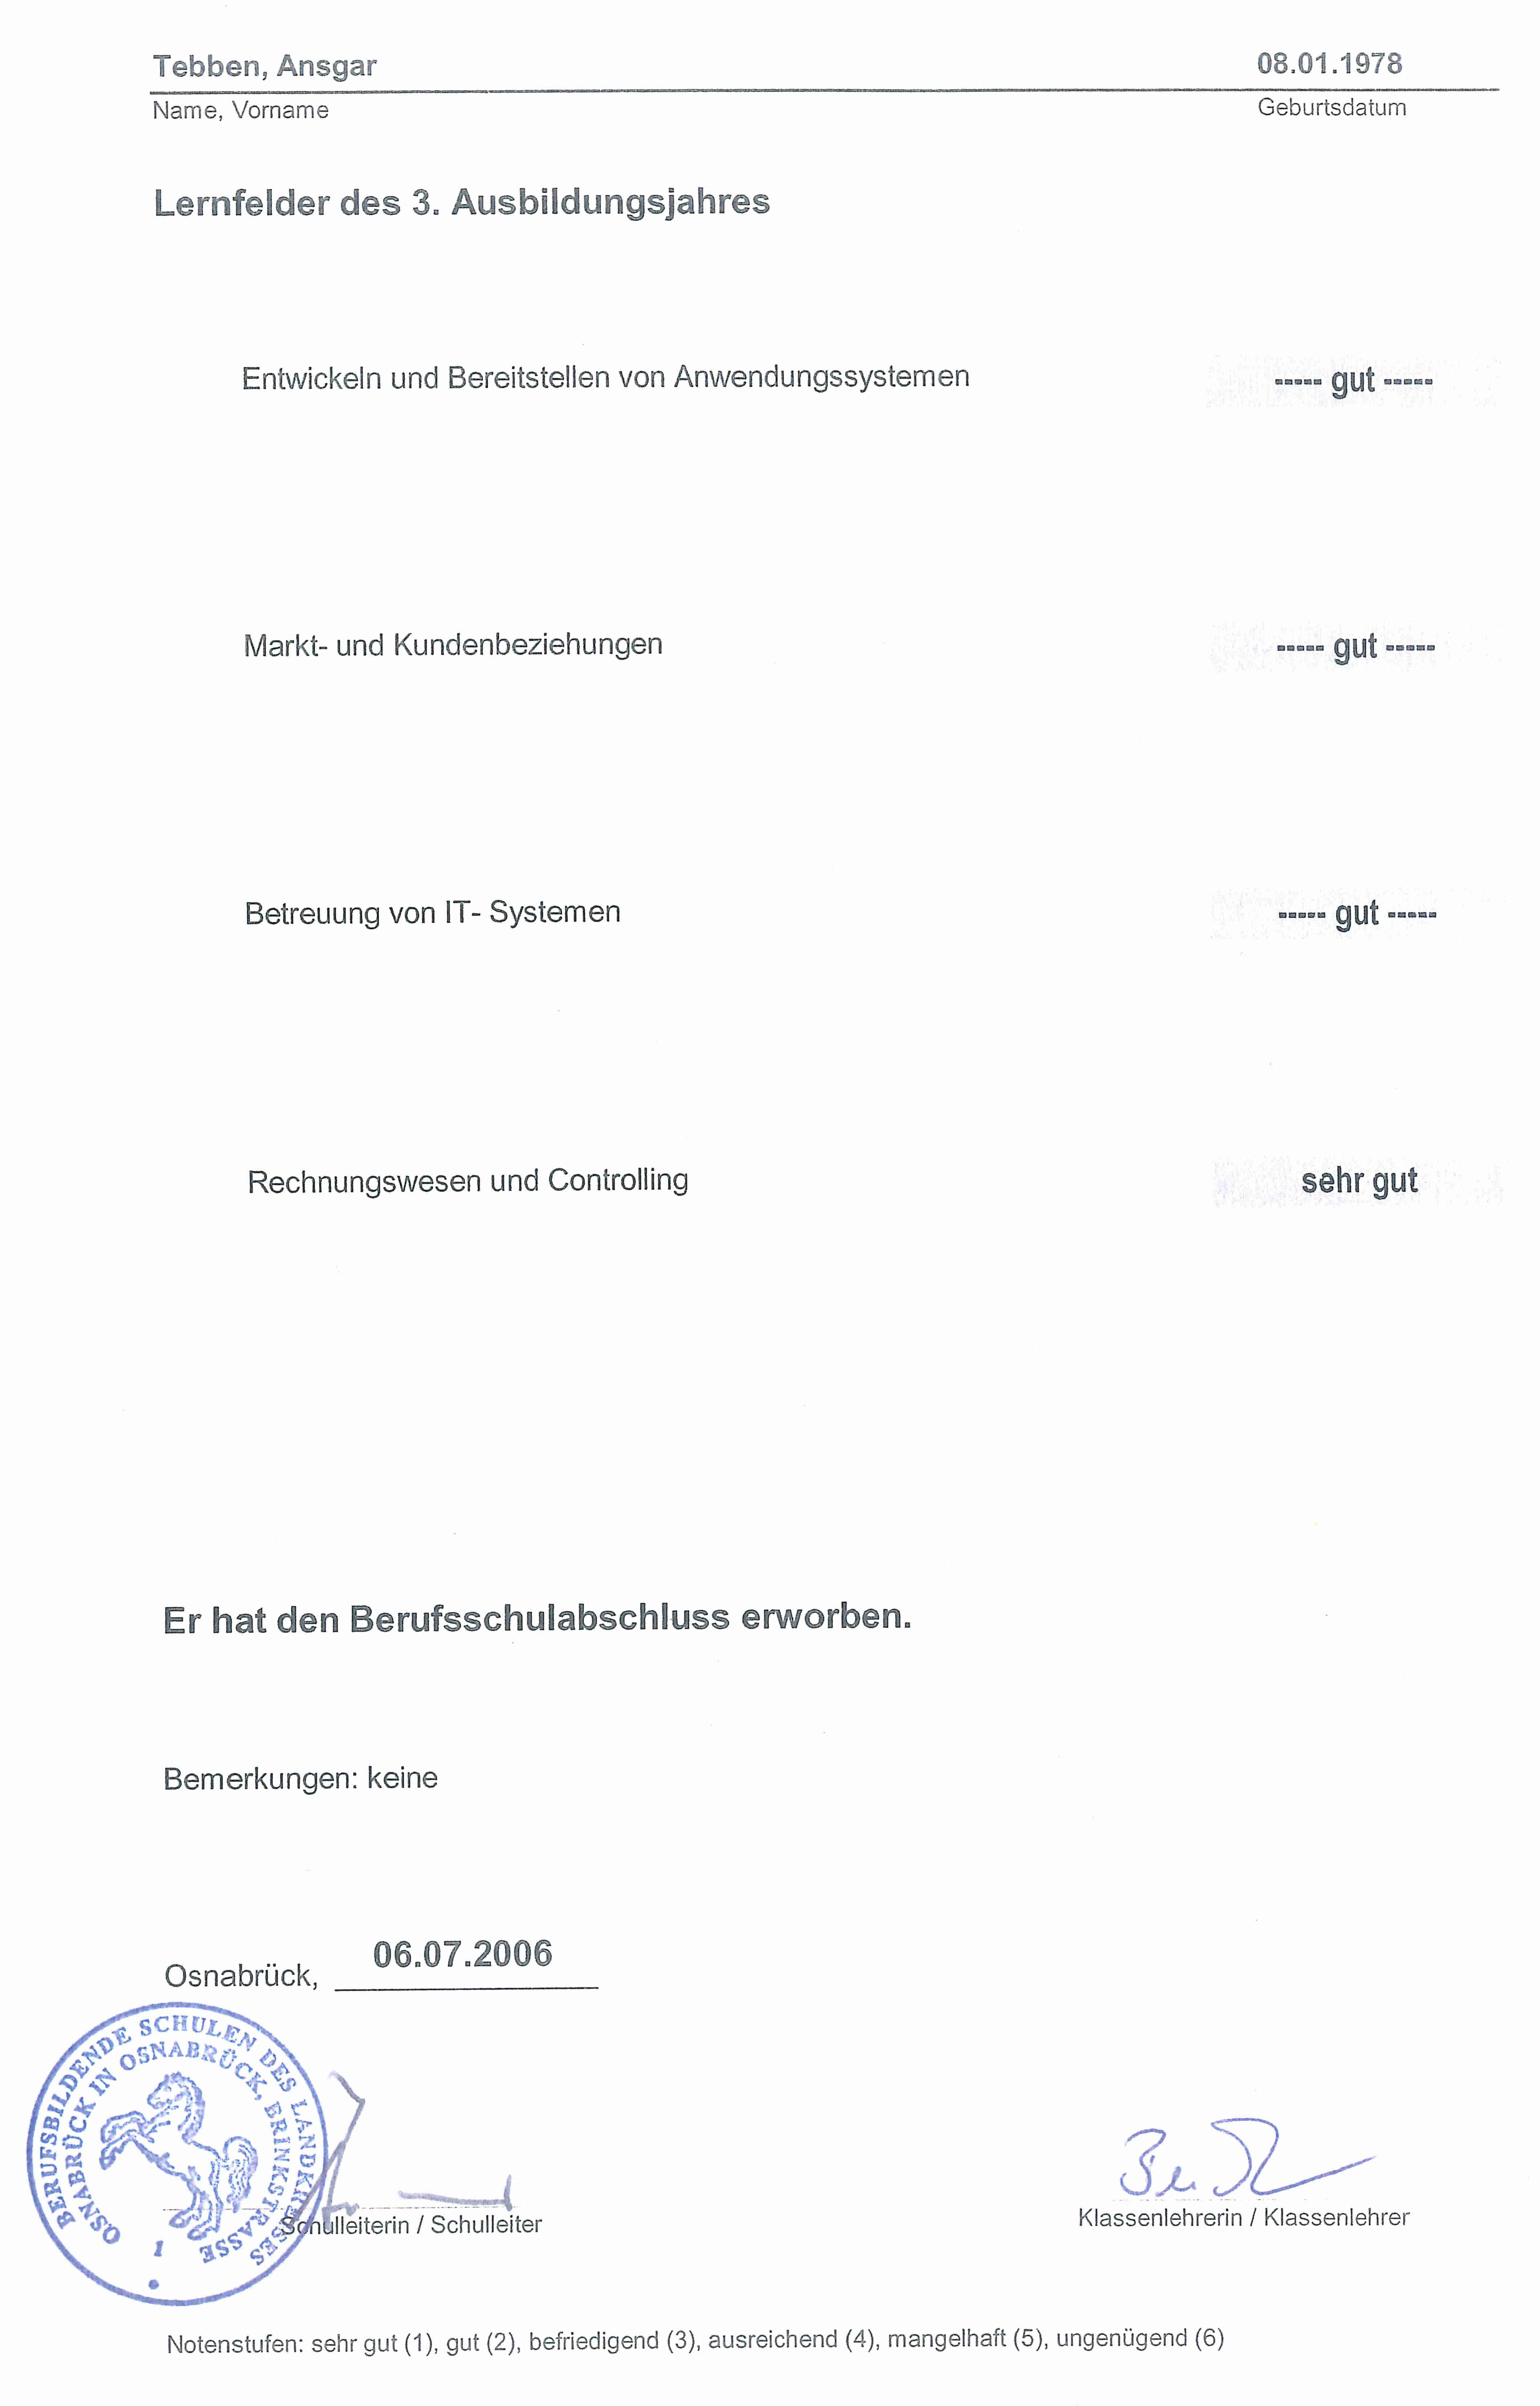 Tebben, Ansgar 08.01.1978
Name, Vorname Geburtsdatum
Lernfelder des 3. Ausbildungsjahres
Entwickeln und Bereitstellen von Anwendungssystemen ----- gut -----
Markt- und Kundenbeziehungen ----- gut -----
Betreuung von IT- Systemen ----- gut -----
Rechnungswesen und Controlling sehr gut
Er hat den Berufsschulabschluss erworben.
Bemerkungen: keine
Osnabrück, 06.07.2006
BERUFSBILDENDE SCHULEN DES LANDKREISES
OSNABRÜCK IN OSNABRÜCK, BRINKSTRASSE
1
Schulleiterin / Schulleiter Klassenlehrerin / Klassenlehrer
Notenstufen: sehr gut (1), gut (2), befriedigend (3), ausreichend (4), mangelhaft (5), ungenügend (6)